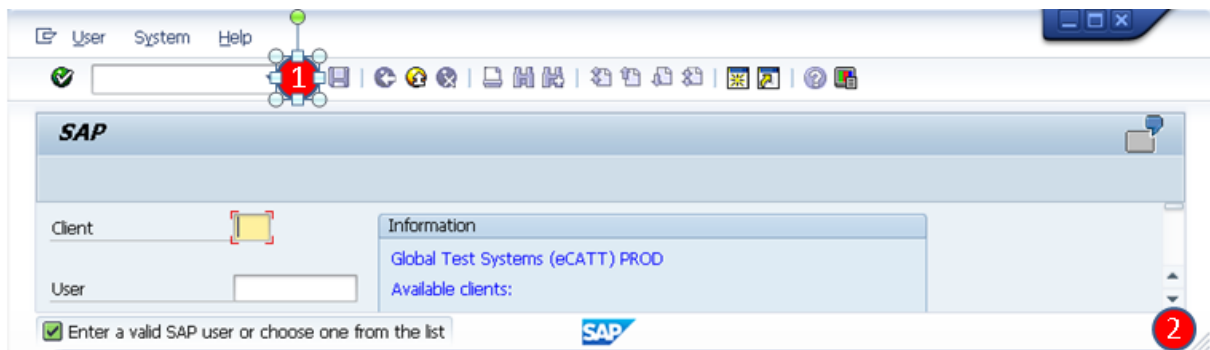 User System Help
1
SAP
Client
Information
Global Test Systems (eCATT) PROD
User
Available clients:
Enter a valid SAP user or choose one from the list
SAP
2